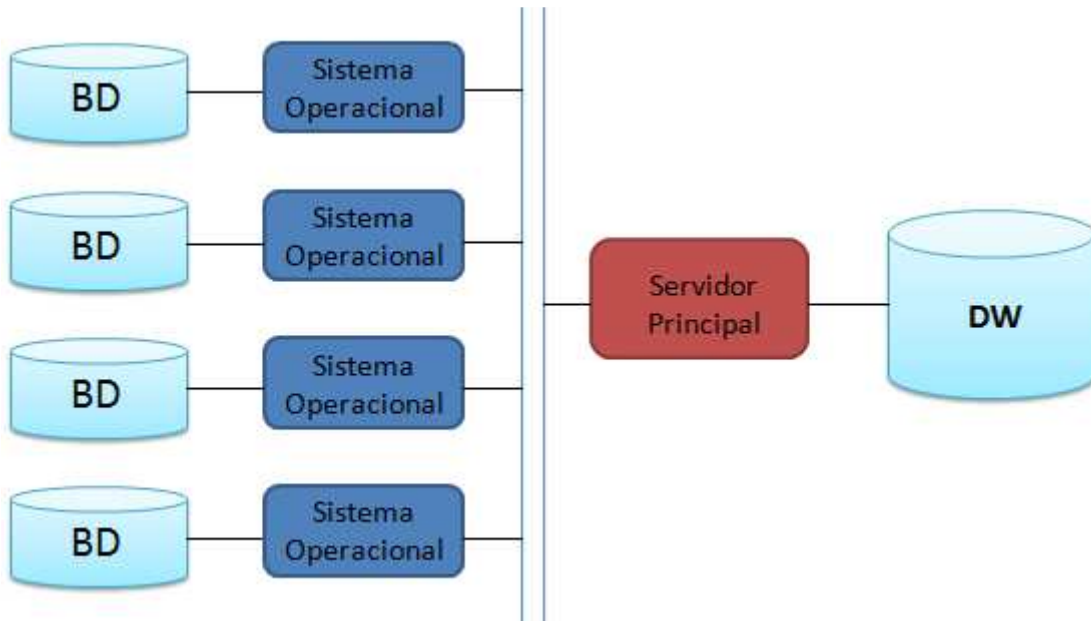 BD
Sistema
Operacional
BD
Sistema
Operacional
Servidor
Principal
DW
BD
Sistema
Operacional
BD
Sistema
Operacional